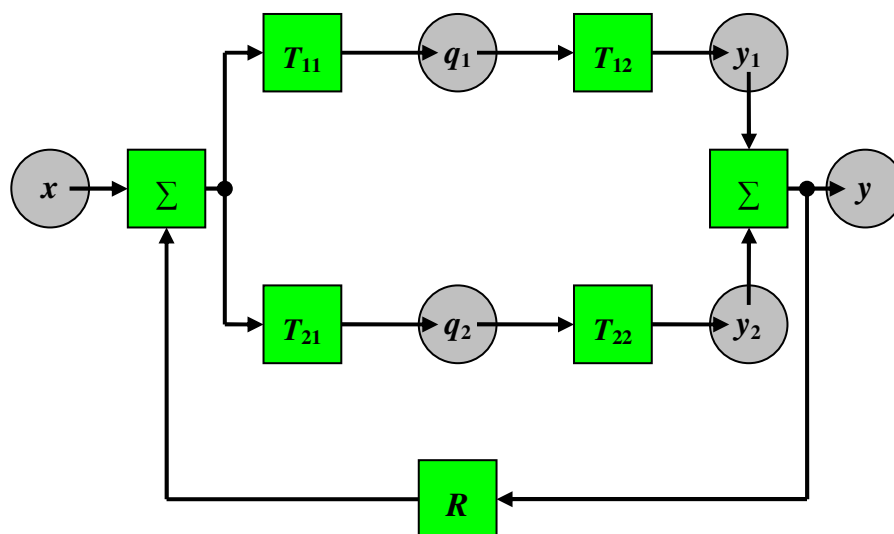 T₁₁ q₁ T₁₂ y₁
x Σ Σ y
T₂₁ q₂ T₂₂ y₂
R